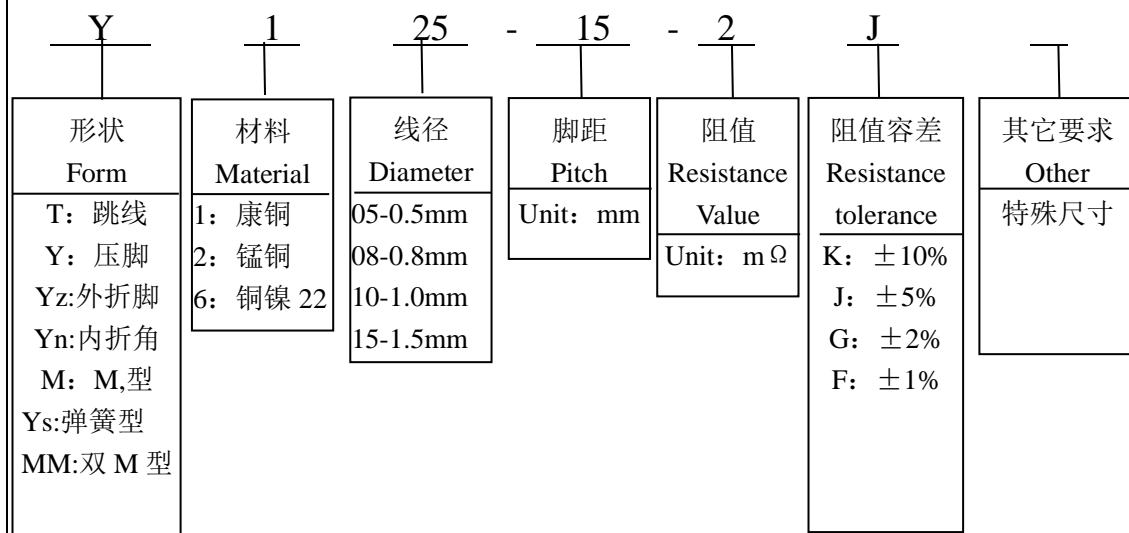 Y 1 25 - 15 - 2 J
形状
Form
T：跳线
Y：压脚
Yz:外折脚
Yn:内折角
M：M,型
Ys:弹簧型
MM:双 M 型
材料
Material
1：康铜
2：锰铜
6：铜镍 22
线径
Diameter
05-0.5mm
08-0.8mm
10-1.0mm
15-1.5mm
脚距
Pitch
Unit：mm
阻值
Resistance
Value
Unit：mΩ
阻值容差
Resistance
tolerance
K：±10%
J：±5%
G：±2%
F：±1%
其它要求
Other
特殊尺寸